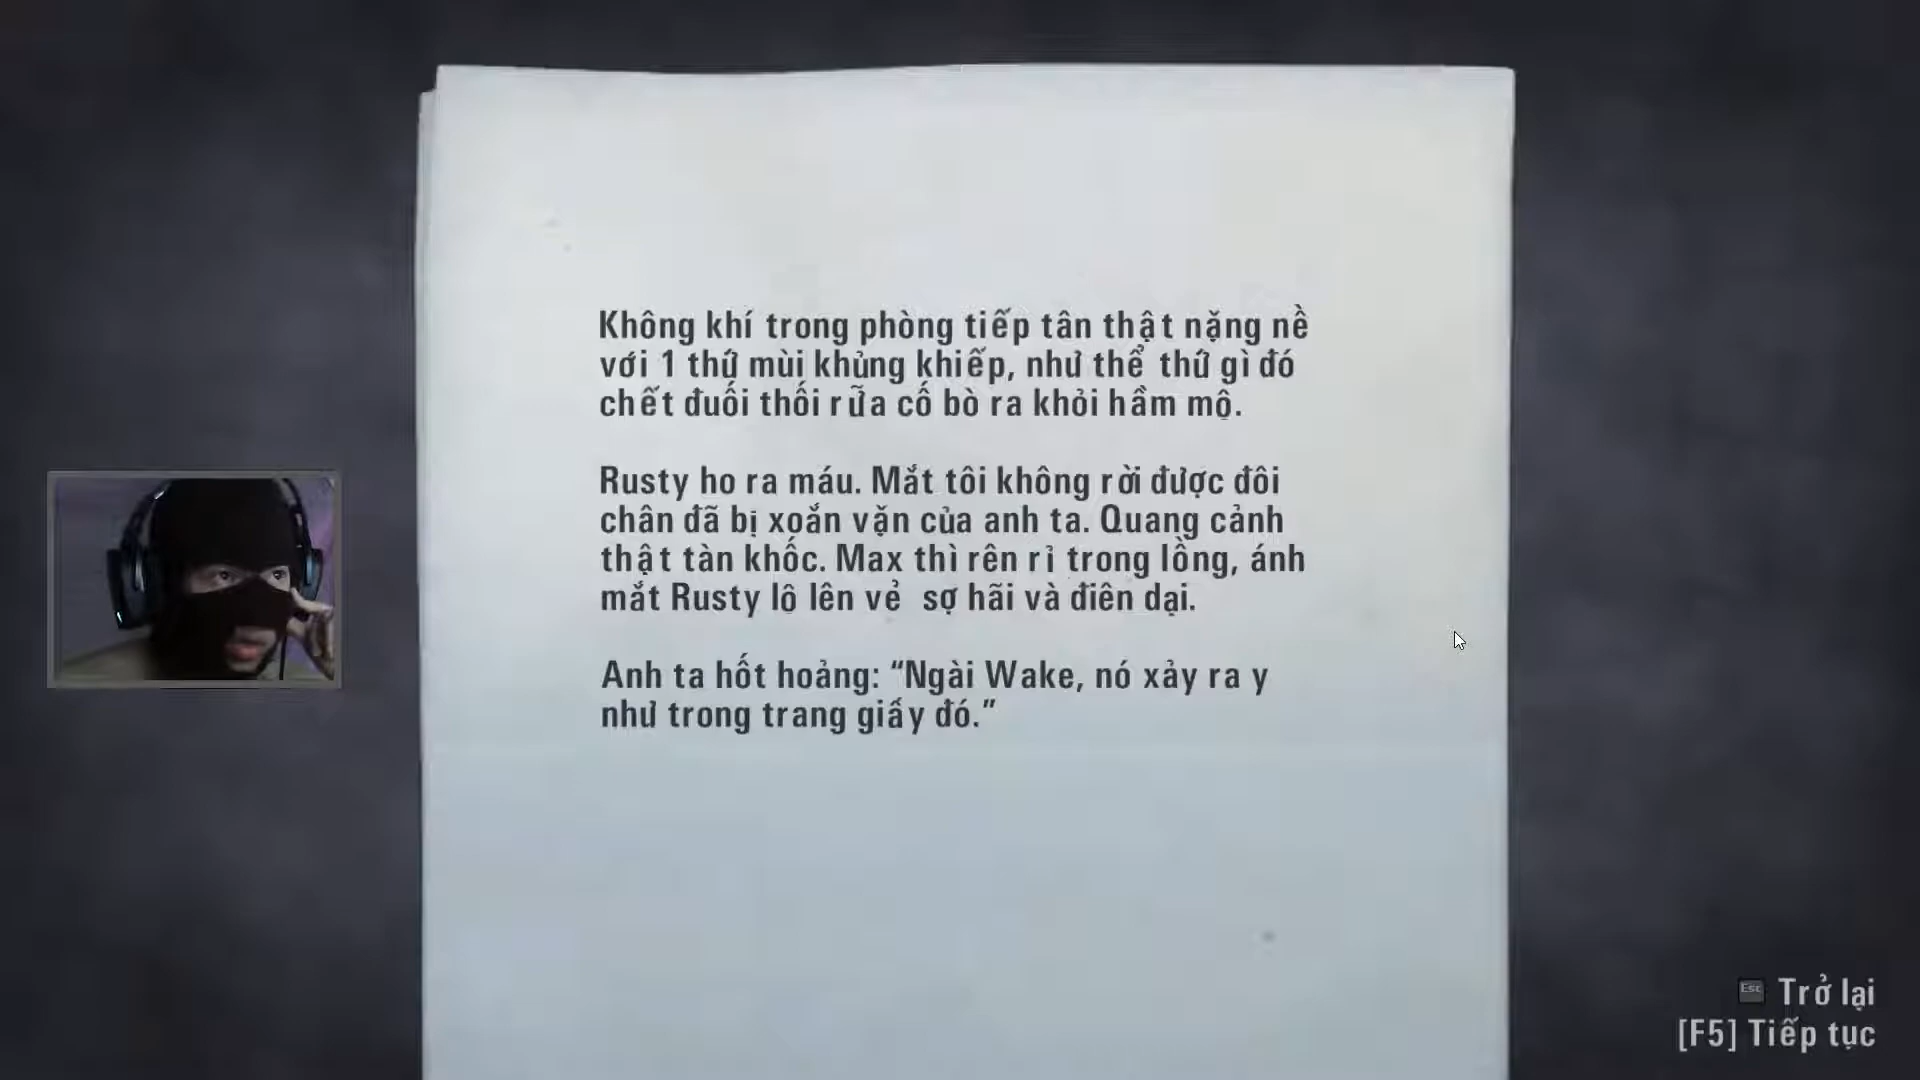 Không khí trong phòng tiếp tân thật nặng nề
với 1 thứ mùi khủng khiếp, như thể thứ gì đó
chết đuối thối rữa cố bò ra khỏi hầm mộ.
Rusty ho ra máu. Mắt tôi không rời được đôi
chân đã bị xoắn vặn của anh ta. Quang cảnh
thật tàn khốc. Max thì rên rỉ trong lồng, ánh
mắt Rusty lộ lên vẻ sợ hãi và điên dại.
Anh ta hốt hoảng: “Ngài Wake, nó xảy ra y
như trong trang giấy đó.”
Esc Trở lại
[F5] Tiếp tục